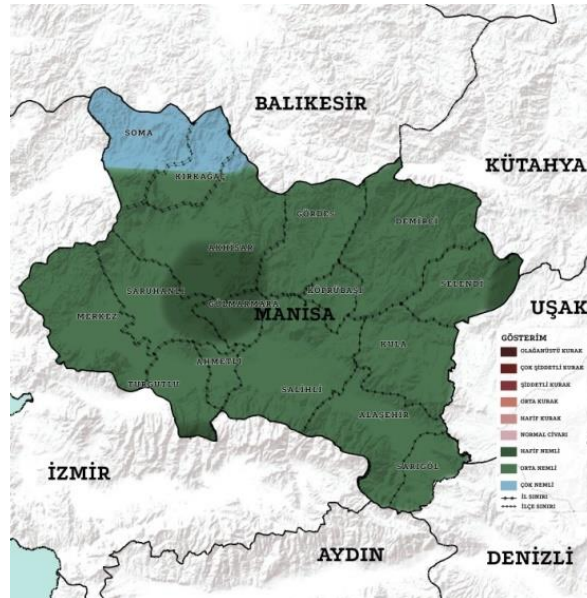 BALIKESİR
SOMA
KÜTAHYA
KIRKAĞAÇ
GÖRDES
DEMİRCİ
AKHİSAR
SELENDİ
SARUHANLI
KÖPRÜBAŞI
GÖLMARMARA
UŞAK
MANİSA
MERKEZ
KULA
GÖSTERİM
OLAĞANÜSTÜ KURAK
AHMETLİ
ÇOK ŞİDDETLİ KURAK
TURGUTLU
ŞİDDETLİ KURAK
SALİHLİ
ORTA KURAK
HAFİF KURAK
ALAŞEHİR
NORMAL CİVARI
HAFİF NEMLİ
ORTA NEMLİ
SARIGÖL
İZMİR
ÇOK NEMLİ
İL SINIRI
İLÇE SINIRI
AYDIN
DENİZLİ